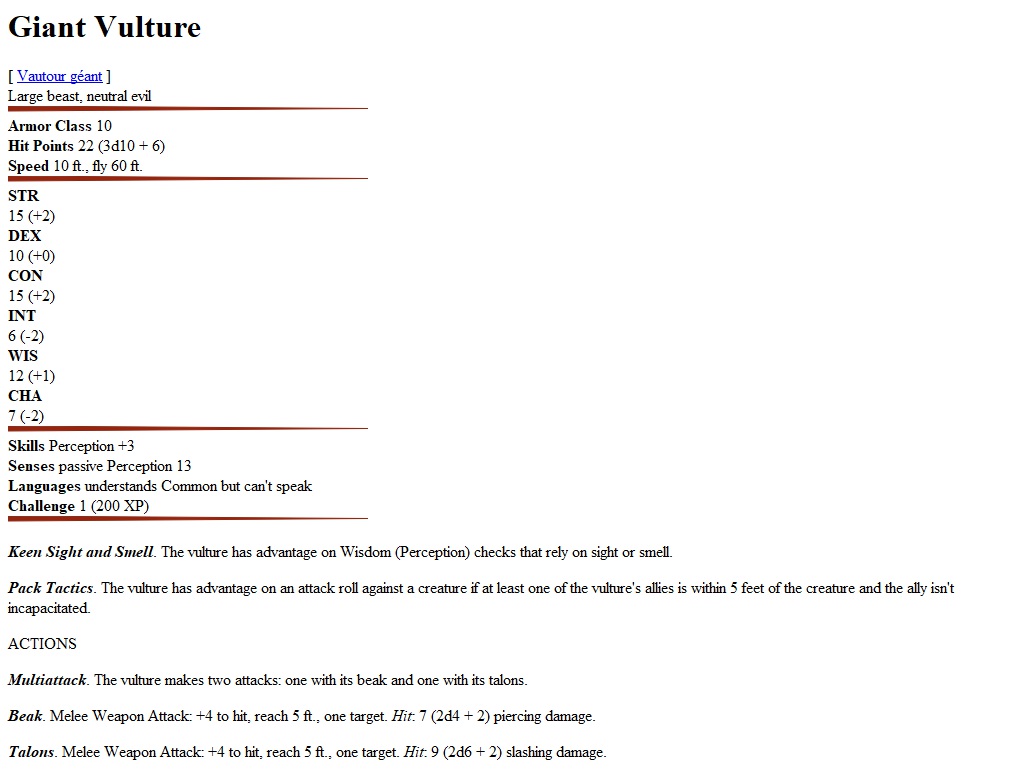 Giant Vulture
[ Vautour géant ]
Large beast, neutral evil
Armor Class 10
Hit Points 22 (3d10 + 6)
Speed 10 ft., fly 60 ft.
STR
15 (+2)
DEX
10 (+0)
CON
15 (+2)
INT
6 (-2)
WIS
12 (+1)
CHA
7 (-2)
Skills Perception +3
Senses passive Perception 13
Languages understands Common but can't speak
Challenge 1 (200 XP)
Keen Sight and Smell. The vulture has advantage on Wisdom (Perception) checks that rely on sight or smell.
Pack Tactics. The vulture has advantage on an attack roll against a creature if at least one of the vulture's allies is within 5 feet of the creature and the ally isn't
incapacitated.
ACTIONS
Multiattack. The vulture makes two attacks: one with its beak and one with its talons.
Beak. Melee Weapon Attack: +4 to hit, reach 5 ft., one target. Hit: 7 (2d4 + 2) piercing damage.
Talons. Melee Weapon Attack: +4 to hit, reach 5 ft., one target. Hit: 9 (2d6 + 2) slashing damage.